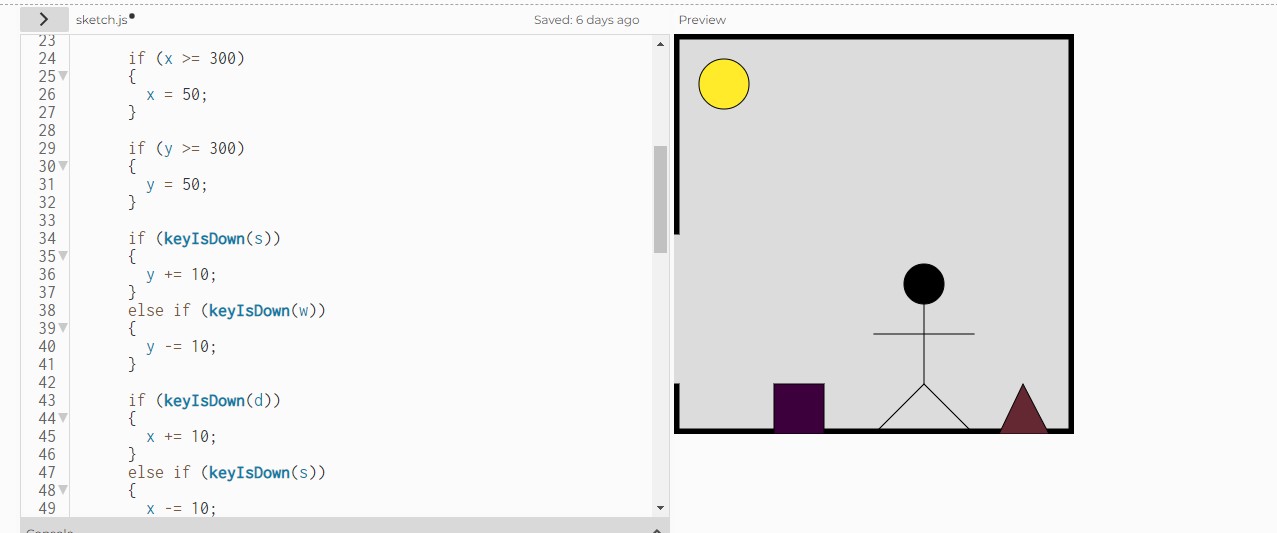 sketch.js
Saved: 6 days ago
Preview
23
24 if (x >= 300)
25 {
26 x = 50;
27 }
28
29 if (y >= 300)
30 {
31 y = 50;
32 }
33
34 if (keyIsDown(s))
35 {
36 y += 10;
37 }
38 else if (keyIsDown(w))
39 {
40 y -= 10;
41 }
42
43 if (keyIsDown(d))
44 {
45 x += 10;
46 }
47 else if (keyIsDown(s))
48 {
49 x -= 10;
Console